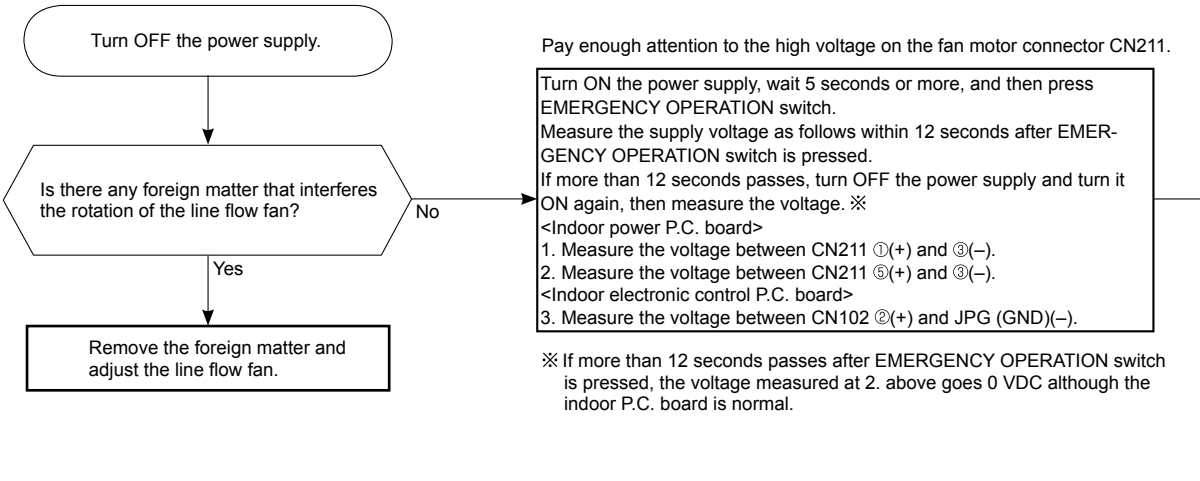 Turn OFF the power supply.
Is there any foreign matter that interferes
the rotation of the line flow fan?
No
Yes
Remove the foreign matter and
adjust the line flow fan.
Pay enough attention to the high voltage on the fan motor connector CN211.
Turn ON the power supply, wait 5 seconds or more, and then press
EMERGENCY OPERATION switch.
Measure the supply voltage as follows within 12 seconds after EMER-
GENCY OPERATION switch is pressed.
If more than 12 seconds passes, turn OFF the power supply and turn it
ON again, then measure the voltage. ※
<Indoor power P.C. board>
1. Measure the voltage between CN211 ①(+) and ③(–).
2. Measure the voltage between CN211 ⑤(+) and ③(–).
<Indoor electronic control P.C. board>
3. Measure the voltage between CN102 ②(+) and JPG (GND)(–).
※ If more than 12 seconds passes after EMERGENCY OPERATION switch
is pressed, the voltage measured at 2. above goes 0 VDC although the
indoor P.C. board is normal.